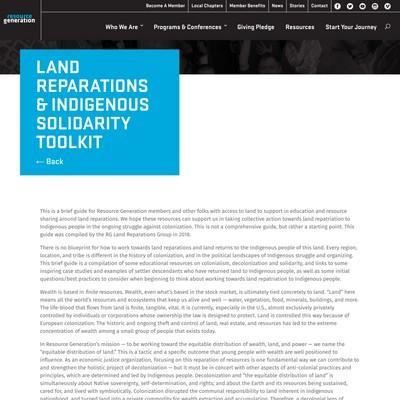 Become A Member Local Chapters Member Benefits News Stories Contact
resource
generation
Who We Are Programs & Conferences Giving Pledge Resources Start Your Journey
LAND
REPARATIONS
& INDIGENOUS
SOLIDARITY
TOOLKIT
← Back
This is a brief guide for Resource Generation members and other folks with access to land to support in education and resource
sharing around land reparations. We hope these resources can support us in taking collective action towards land repatriation to
Indigenous people in the ongoing struggle against colonization. This is not a comprehensive guide, but rather a starting point. This
guide was compiled by the RG Land Reparations Group in 2018.
There is no blueprint for how to work towards land reparations and land returns to the Indigenous people of this land. Every region,
location, and tribe is different in the history of colonization, and in the political landscapes of Indigenous struggle and organizing.
This brief guide is a compilation of some educational resources on colonialism, decolonization and solidarity, and links to some
inspiring case studies and examples of settler descendants who have returned land to Indigenous people, as well as some initial
questions/best practices to consider when beginning to think about working towards land repatriation to Indigenous people.
Wealth is based in finite resources. Wealth, even what's based in the stock market, is ultimately tied concretely to land. "Land" here
means all the world's resources and ecosystems that keep us alive and well — water, vegetation, food, minerals, buildings, and more.
The life-blood that flows from land is finite, tangible, vital. It is currently, especially in the U.S., almost exclusively privately
controlled by individuals or corporations whose ownership the law is designed to protect. Land is controlled this way because of
European colonization. The historic and ongoing theft and control of land, real estate, and resources has led to the extreme
concentration of wealth among a small group of people that exists today.
In Resource Generation's mission — to be working toward the equitable distribution of wealth, land, and power — we name the
"equitable distribution of land." This is a tactic and a specific outcome that young people with wealth are well positioned to
influence. As an economic justice organization, focusing on this reparation of resources is one fundamental way we can contribute to
and strengthen the holistic project of decolonization — but it must be in concert with other aspects of anti-colonial practices and
principles, which are determined and led by Indigenous people. Decolonization "the equitable distribution of land" is
simultaneously about Native sovereignty, self-determination, and rights; and about the Earth and its resources being sustained,
cared for, and lived with symbiotically. Colonization disrupted the communal responsibility to land inherent in Indigenous
nationhood, and turned land into a private commodity for wealth extraction and accumulation. Therefore, a decolonial lens of